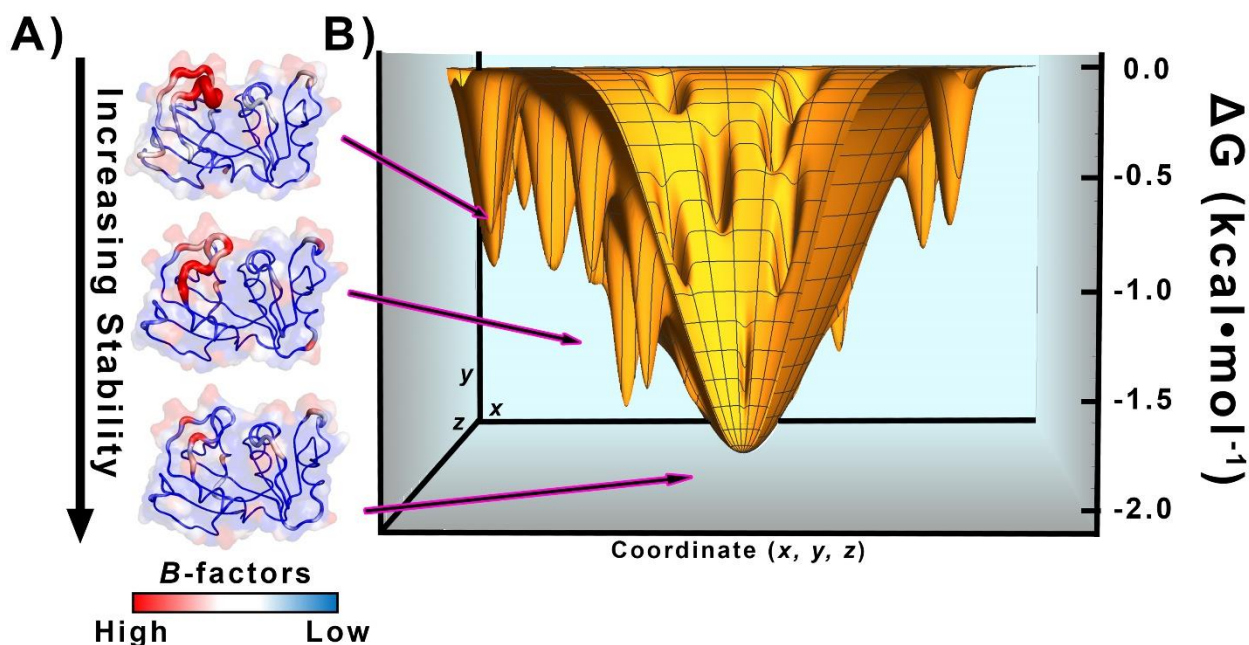 A)
Increasing Stability
B-factors
High
Low
B)
y
x
z
Coordinate (x, y, z)
0.0
-0.5
-1.0
-1.5
-2.0
ΔG (kcal•mol⁻¹)